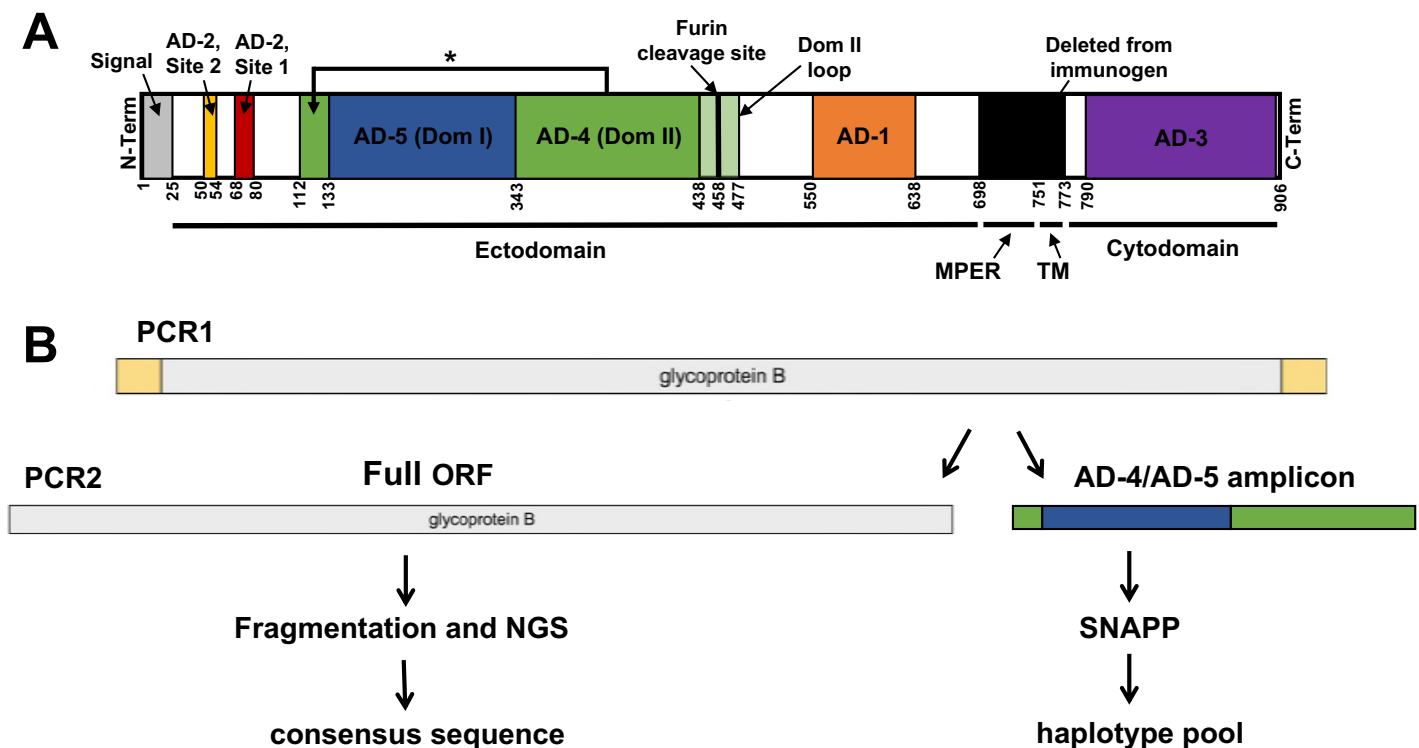 A
Signal
AD-2,
Site 2
AD-2,
Site 1
*
Furin
cleavage site
Dom II
loop
Deleted from
immunogen
N-Term
AD-5 (Dom I)
AD-4 (Dom II)
AD-1
AD-3
C-Term
1
25
50
54
68
80
112
133
343
438
458
477
550
638
698
751
773
790
906
Ectodomain
MPER
TM
Cytodomain
B
PCR1
glycoprotein B
PCR2
Full ORF
AD-4/AD-5 amplicon
glycoprotein B
Fragmentation and NGS
SNAPP
consensus sequence
haplotype pool